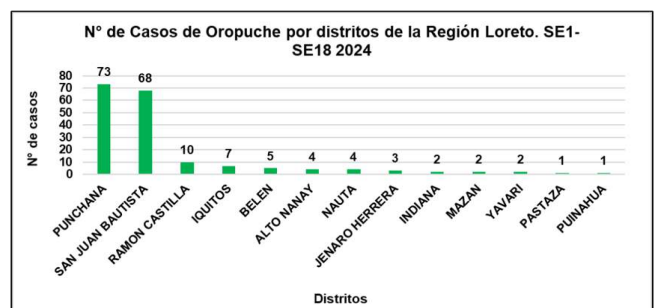 N° de Casos de Oropuche por distritos de la Región Loreto. SE1-
SE18 2024
N° de casos
80
70
60
50
40
30
20
10
0
73
68
10
7
5
4
4
3
2
2
2
1
1
PUNCHANA
SAN JUAN BAUTISTA
RAMON CASTILLA
IQUITOS
BELEN
ALTO NANAY
NAUTA
JENARO HERRERA
INDIANA
MAZAN
YAVARI
PASTAZA
PUINAHUA
Distritos